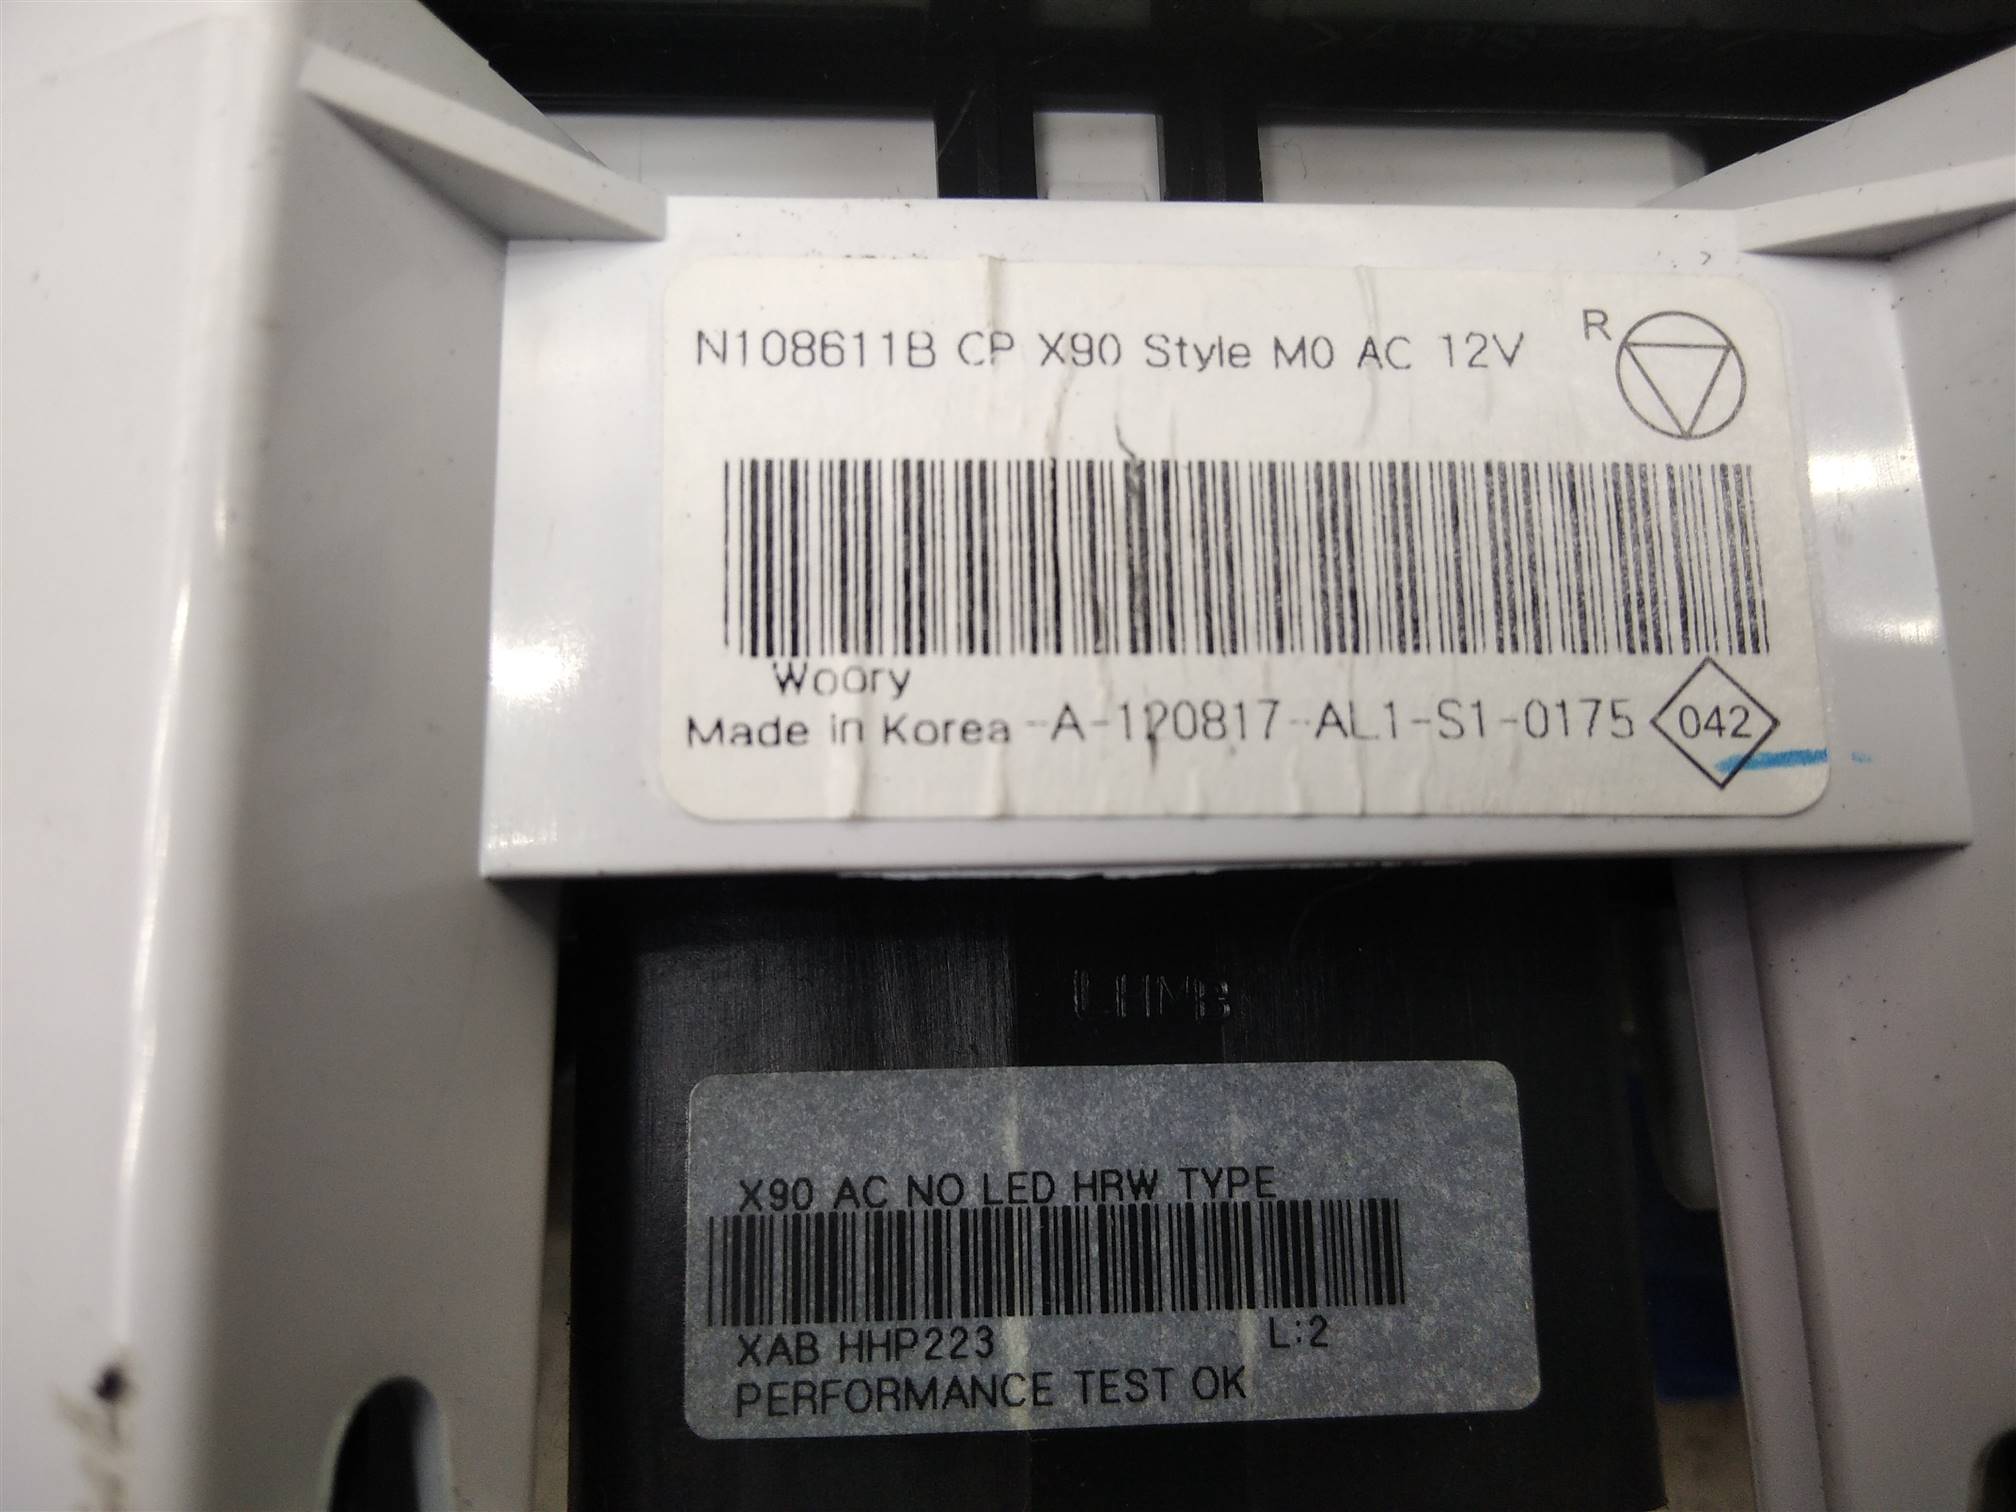 N108611B CP X90 Style M0 AC 12V R
Woory
Made in Korea -A-120817-AL1-S1-0175 042
X90 AC NO LED HRW TYPE
XAB HHP223 L:2
PERFORMANCE TEST OK